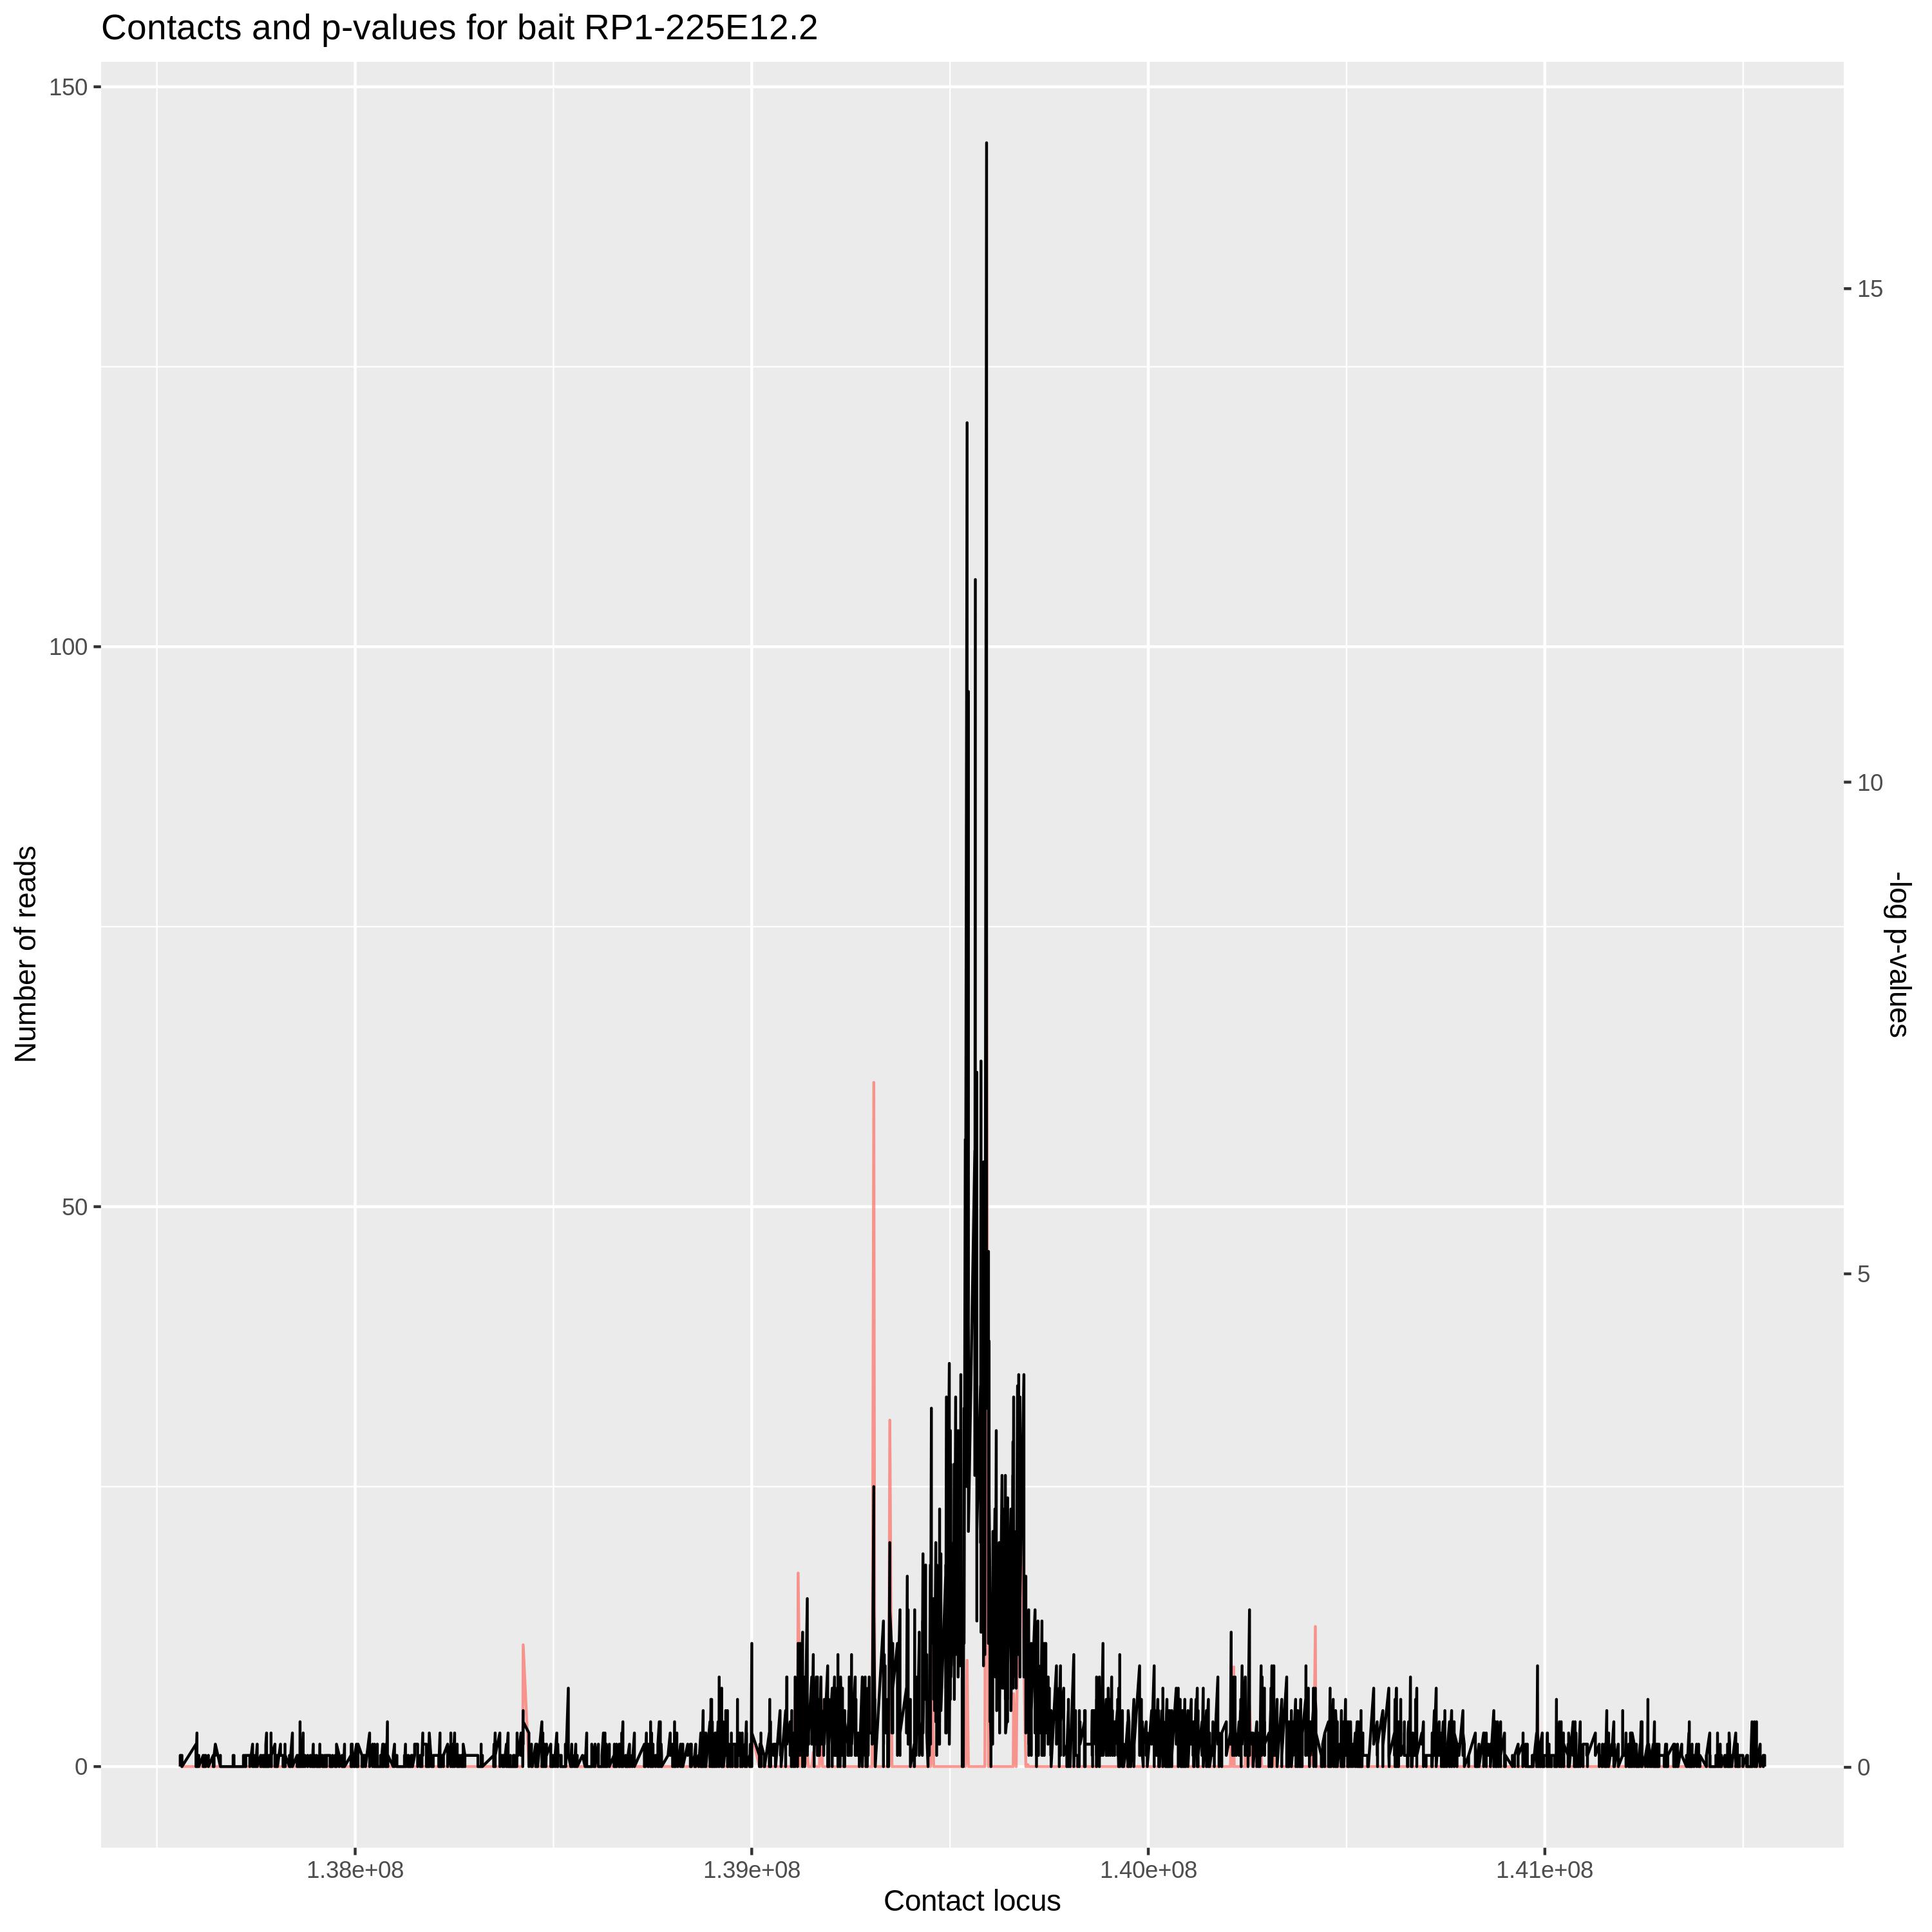 Contacts and p-values for bait RP1-225E12.2
150
100
50
0
Number of reads
15
10
5
0
-log p-values
1.38e+08
1.39e+08
1.40e+08
1.41e+08
Contact locus